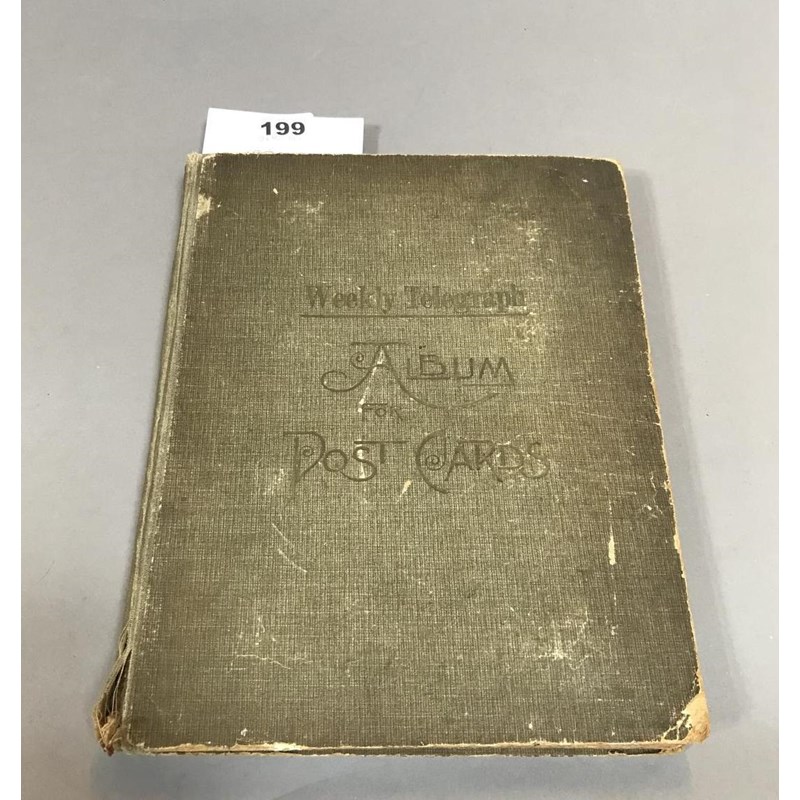 199
Weekly Telegraph
ALBUM
FOR
POST CARDS